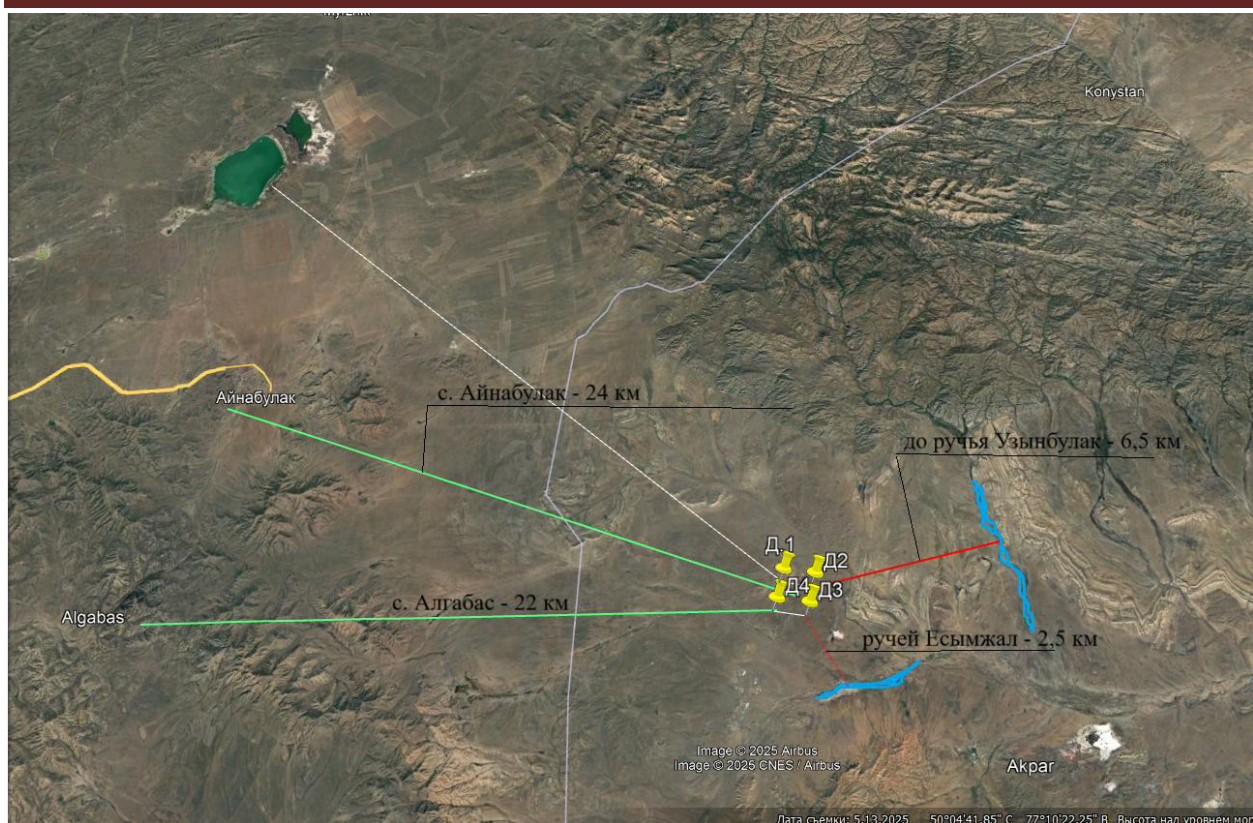 Konystan
с. Айнабулак - 24 км
Айнабулак
до ручья Узынбулак - 6,5 км
Д.1
Д2
Д4
Д3
с. Алгабас - 22 км
Algabas
ручей Есымжал - 2,5 км
Image © 2025 Airbus
Image © 2025 CNES / Airbus
Akpar
Дата съемки: 5.13.2025 50°04'41.85" С 77°10'22.25" В Высота над уровнем мор